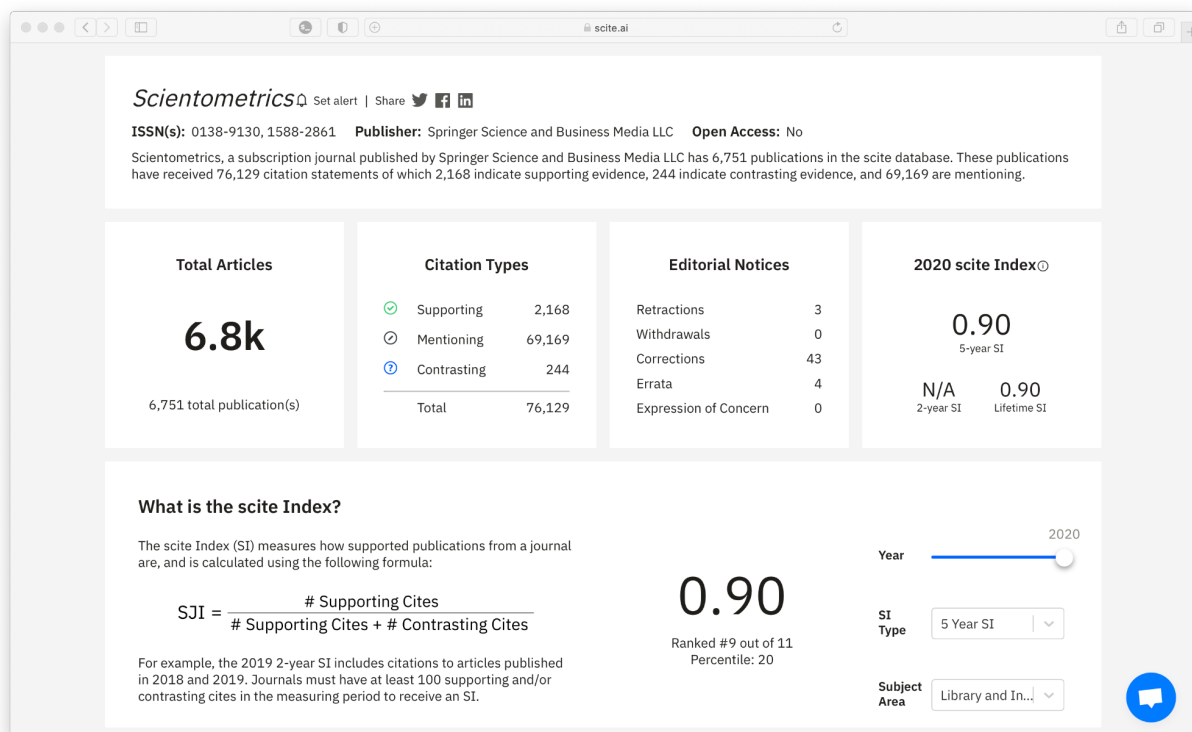 scite.ai
Scientometrics Set alert | Share
ISSN(s): 0138-9130, 1588-2861 Publisher: Springer Science and Business Media LLC Open Access: No
Scientometrics, a subscription journal published by Springer Science and Business Media LLC has 6,751 publications in the scite database. These publications
have received 76,129 citation statements of which 2,168 indicate supporting evidence, 244 indicate contrasting evidence, and 69,169 are mentioning.
Total Articles
6.8k
6,751 total publication(s)
Citation Types
Supporting 2,168
Mentioning 69,169
Contrasting 244
Total 76,129
Editorial Notices
Retractions 3
Withdrawals 0
Corrections 43
Errata 4
Expression of Concern 0
2020 scite Index
0.90
5-year SI
N/A 0.90
2-year SI Lifetime SI
What is the scite Index?
The scite Index (SI) measures how supported publications from a journal
are, and is calculated using the following formula:
SJI =
# Supporting Cites
# Supporting Cites + # Contrasting Cites
For example, the 2019 2-year SI includes citations to articles published
in 2018 and 2019. Journals must have at least 100 supporting and/or
contrasting cites in the measuring period to receive an SI.
0.90
Ranked #9 out of 11
Percentile: 20
2020
Year
SI
Type
5 Year SI
Subject
Area
Library and In...